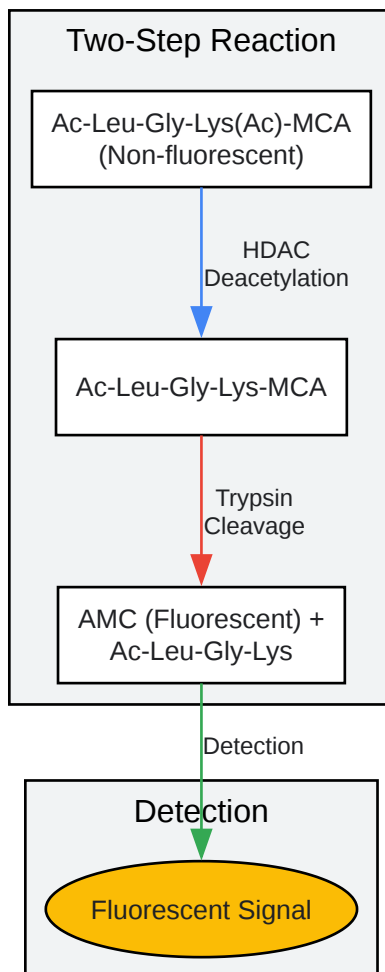 Two-Step Reaction
Ac-Leu-Gly-Lys(Ac)-MCA
(Non-fluorescent)
HDAC
Deacetylation
Ac-Leu-Gly-Lys-MCA
Trypsin
Cleavage
AMC (Fluorescent) +
Ac-Leu-Gly-Lys
Detection
Detection
Fluorescent Signal